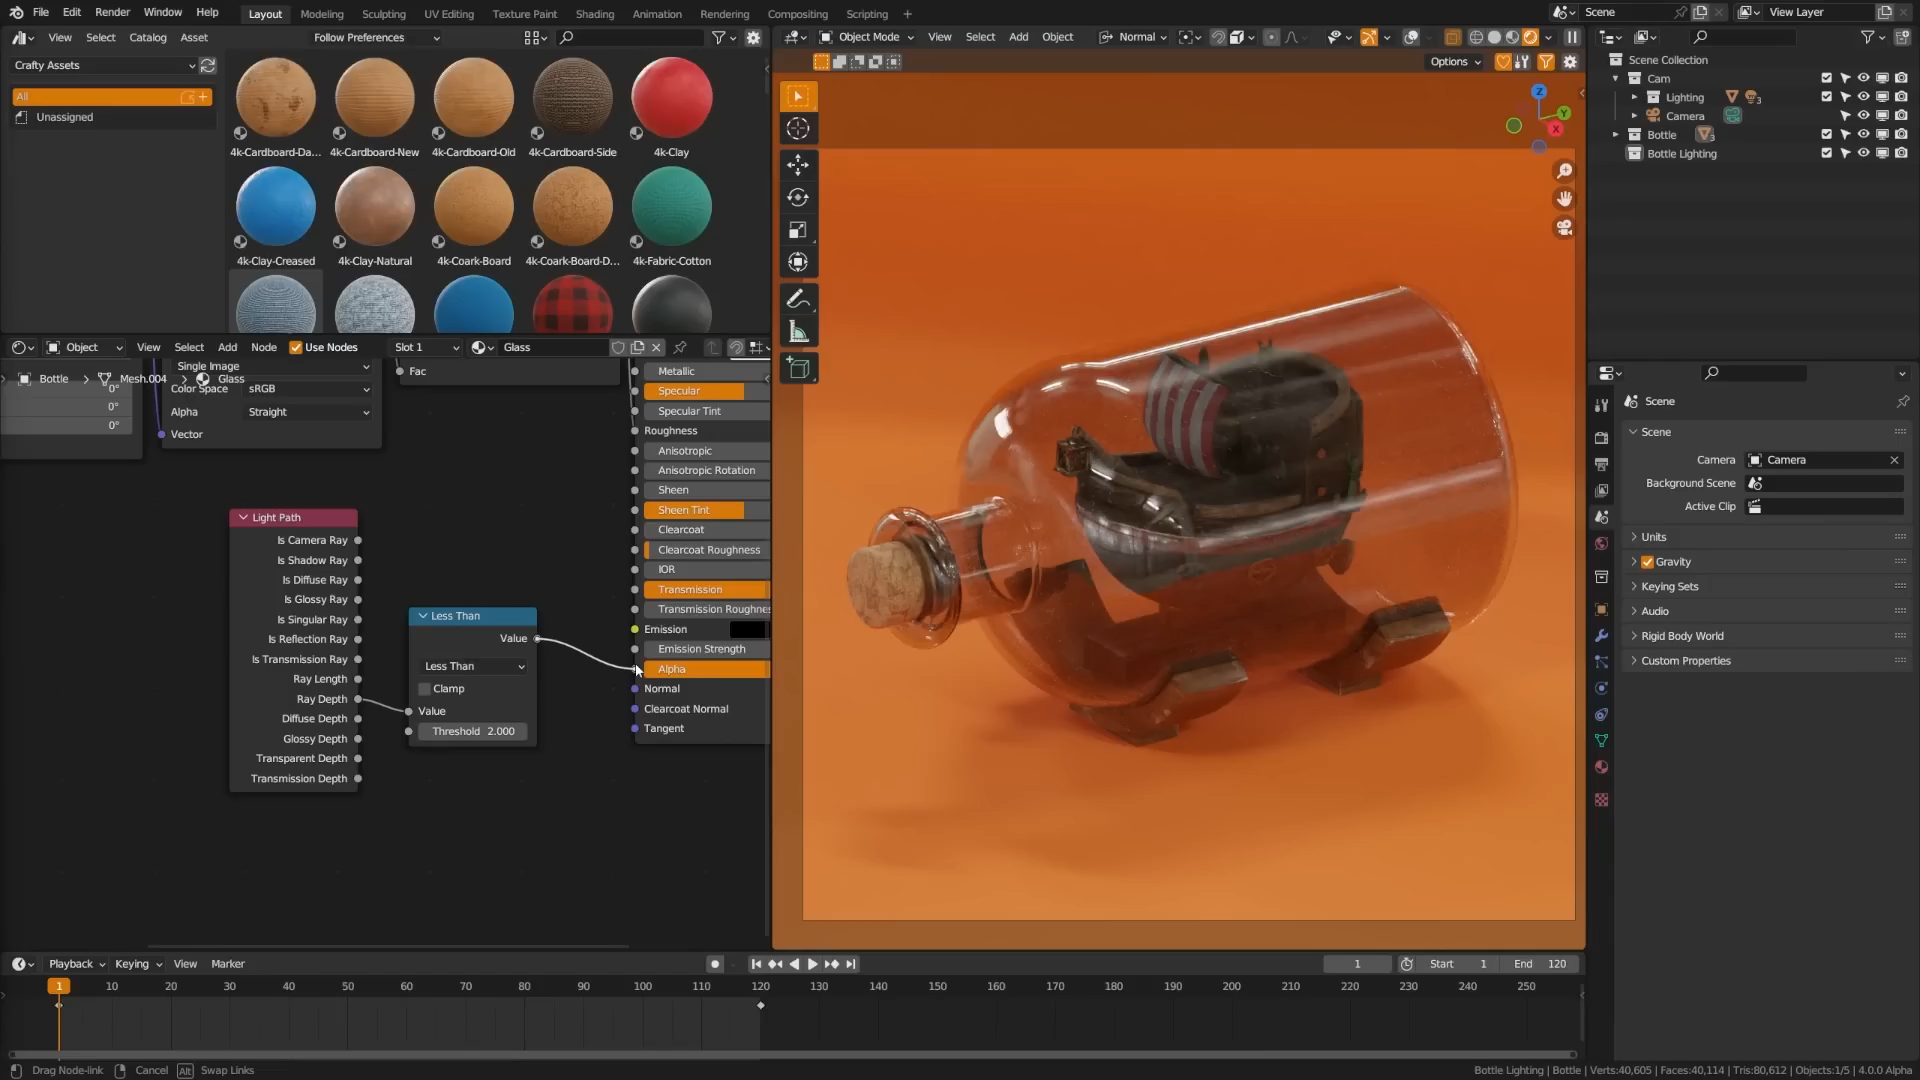 File Edit Render Window Help
Layout Modeling Sculpting UV Editing Texture Paint Shading Animation Rendering Compositing Scripting +
Scene
View Layer
View Select Catalog Asset
Follow Preferences
Crafty Assets
All
Unassigned
4k-Cardboard-Da... 4k-Cardboard-New 4k-Cardboard-Old 4k-Cardboard-Side 4k-Clay
4k-Clay-Creased 4k-Clay-Natural 4k-Coark-Board 4k-Coark-Board-D... 4k-Fabric-Cotton
Object View Select Add Node Use Nodes Slot 1 Glass
Bottle > Mesh.004 > Glass
0°
0°
0°
Single Image
Color Space sRGB
Alpha Straight
Vector
Fac
Light Path
Is Camera Ray
Is Shadow Ray
Is Diffuse Ray
Is Glossy Ray
Is Singular Ray
Is Reflection Ray
Is Transmission Ray
Ray Length
Ray Depth
Diffuse Depth
Glossy Depth
Transparent Depth
Transmission Depth
Less Than
Value
Less Than
Clamp
Value
Threshold 2.000
Metallic
Specular
Specular Tint
Roughness
Anisotropic
Anisotropic Rotation
Sheen
Sheen Tint
Clearcoat
Clearcoat Roughness
IOR
Transmission
Transmission Roughnes
Emission
Emission Strength
Alpha
Normal
Clearcoat Normal
Tangent
Object Mode View Select Add Object Normal
Options
Z
Y
X
Scene Collection
Cam
Lighting 3
Camera
Bottle 3
Bottle Lighting
Scene
Scene
Camera Camera
Background Scene
Active Clip
Units
Gravity
Keying Sets
Audio
Rigid Body World
Custom Properties
Playback Keying View Marker
1 Start 1 End 120
1 10 20 30 40 50 60 70 80 90 100 110 120 130 140 150 160 170 180 190 200 210 220 230 240 250
Drag Node-link Cancel Alt Swap Links
Bottle Lighting | Bottle | Verts:40,605 | Faces:40,114 | Tris:80,612 | Objects:1/5 | 4.0.0 Alpha